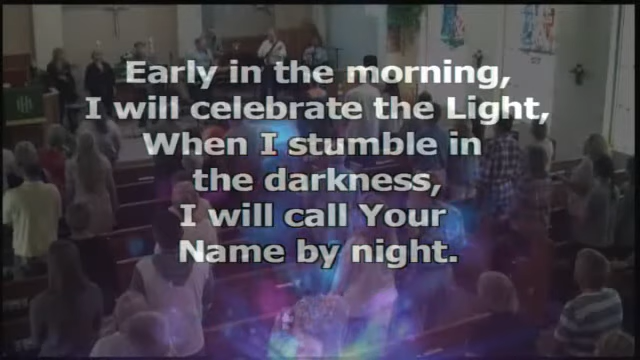 Early in the morning,
I will celebrate the Light,
When I stumble in
the darkness,
I will call Your
Name by night.